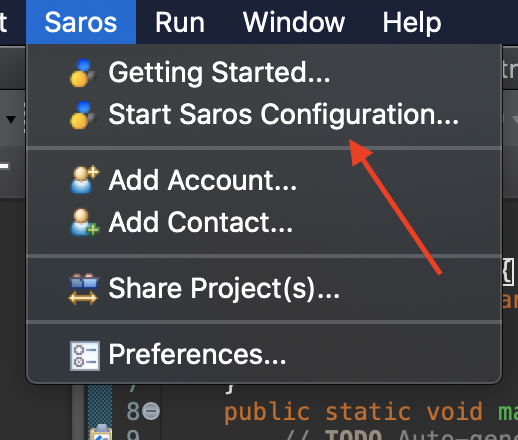 Saros Run Window Help
Getting Started...
Start Saros Configuration...
Add Account...
Add Contact...
Share Project(s)...
Preferences...
{
7 }
8 public static void ma
9 // TODO Auto-gene